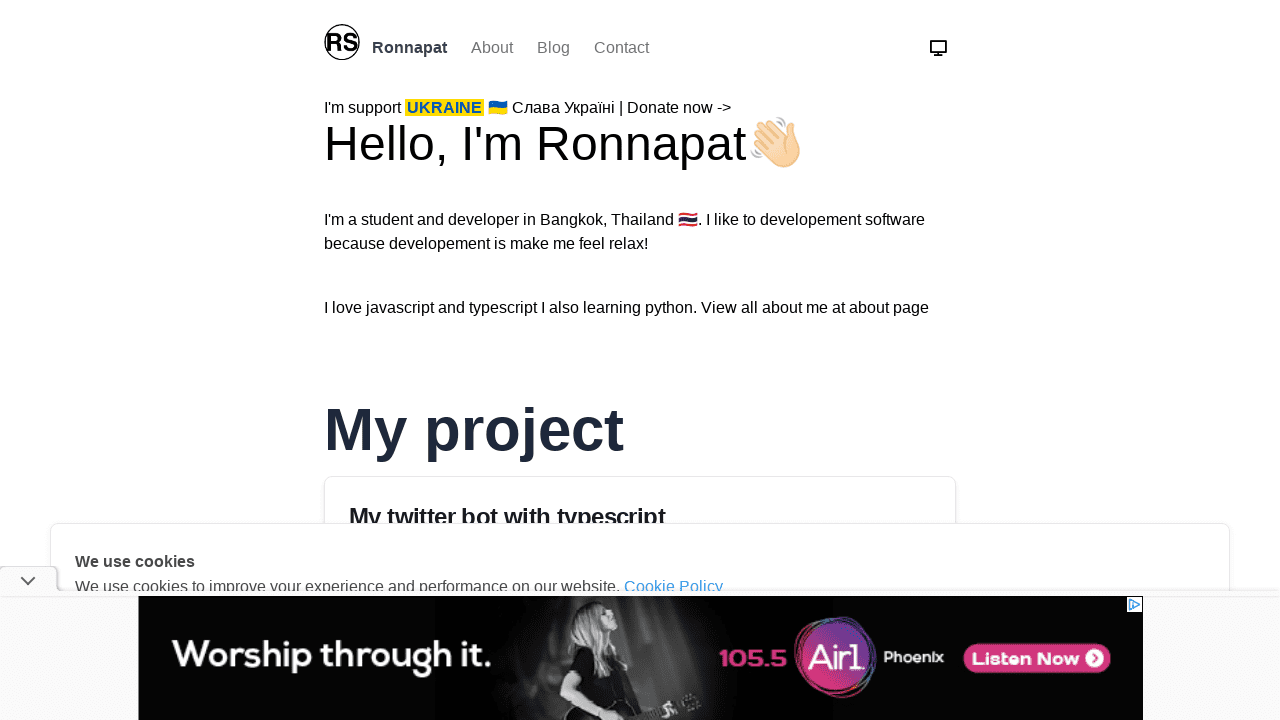 RS Ronnapat About Blog Contact
I'm support UKRAINE 🇺🇦 Слава Україні | Donate now ->
Hello, I'm Ronnapat👋🏻
I'm a student and developer in Bangkok, Thailand 🇹🇭. I like to developement software
because developement is make me feel relax!
I love javascript and typescript I also learning python. View all about me at about page
My project
My twitter bot with typescript
We use cookies
We use cookies to improve your experience and performance on our website. Cookie Policy
Worship through it. 105.5 Air1 Phoenix Listen Now